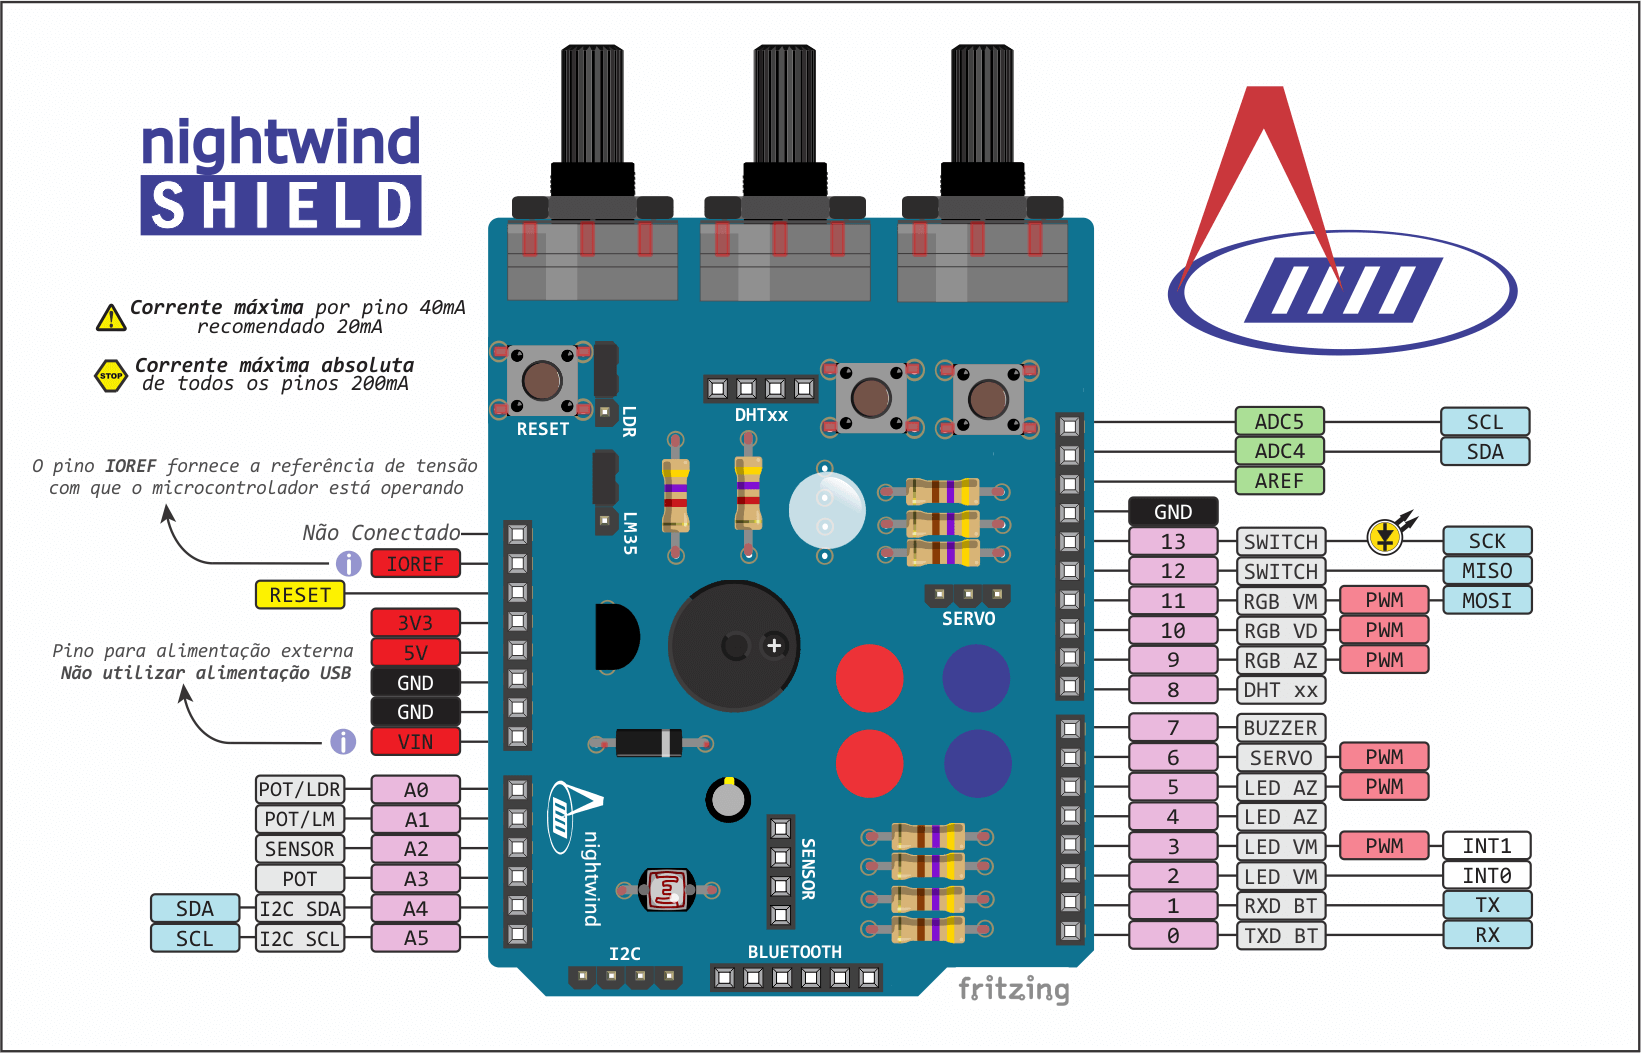 nightwind
SHIELD
Corrente máxima por pino 40mA
recomendado 20mA
STOP
Corrente máxima absoluta
de todos os pinos 200mA
O pino IOREF fornece a referência de tensão
com que o microcontrolador está operando
Não Conectado
i IOREF
RESET
3V3
Pino para alimentação externa
Não utilizar alimentação USB
5V
GND
GND
i VIN
POT/LDR A0
POT/LM A1
SENSOR A2
POT A3
SDA I2C SDA A4
SCL I2C SCL A5
RESET
LDR
LM35
DHTxx
SERVO
+
nightwind
SENSOR
I2C
BLUETOOTH
fritzing
ADC5 SCL
ADC4 SDA
AREF
GND
13 SWITCH SCK
12 SWITCH MISO
11 RGB VM PWM MOSI
10 RGB VD PWM
9 RGB AZ PWM
8 DHT xx
7 BUZZER
6 SERVO PWM
5 LED AZ PWM
4 LED AZ
3 LED VM PWM INT1
2 LED VM INT0
1 RXD BT TX
0 TXD BT RX